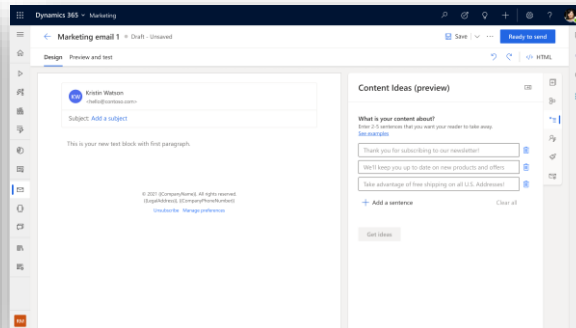 Dynamics 365 Marketing
Marketing email 1 Draft - Unsaved
Save
Ready to send
Design Preview and test
HTML
KW
Kristin Watson
<hello@contoso.com>
Subject: Add a subject
This is your new text block with first paragraph.
© 2021 {{CompanyName}}. All rights reserved.
{{LegalAddress}}, {{CompanyPhoneNumber}}
Unsubscribe Manage preferences
Content Ideas (preview)
What is your content about?
Enter 2-5 sentences that you want your reader to take away.
See examples
Thank you for subscribing to our newsletter!
We'll keep you up to date on new products and offers.
Take advantage of free shipping on all U.S. Addresses!
+ Add a sentence
Clear all
Get Ideas